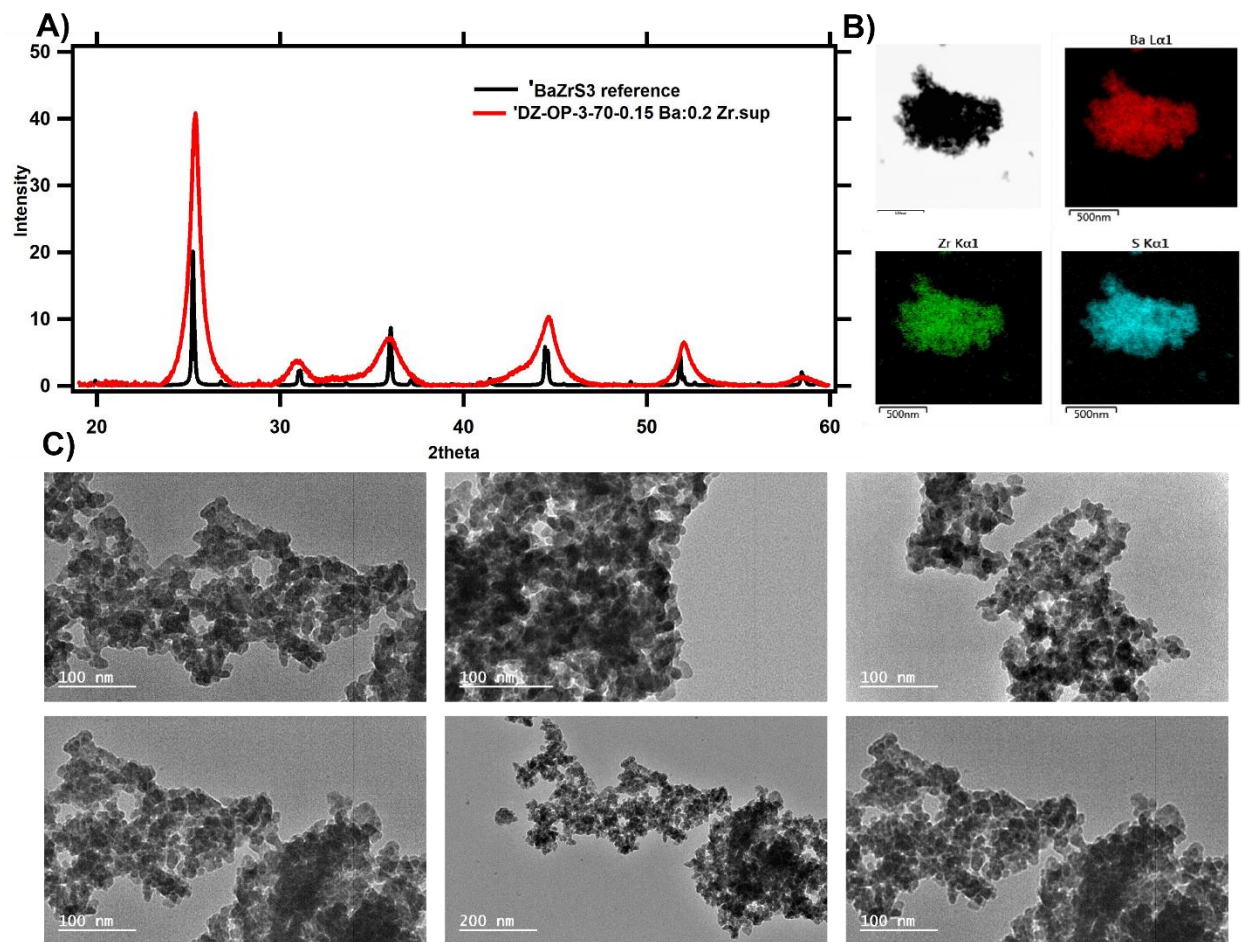 A)
50
40
30
20
10
0
Intensity
'BaZrS3 reference
'DZ-OP-3-70-0.15 Ba:0.2 Zr.sup
20
30
40
50
60
2theta
B)
Ba Lα1
500nm
Zr Kα1
S Kα1
500nm
500nm
C)
100 nm
100 nm
100 nm
100 nm
200 nm
100 nm